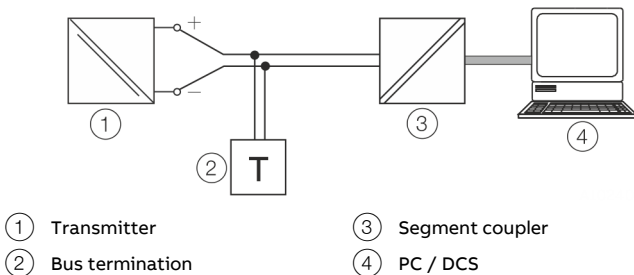 +
−
T
1
2
3
4
1 Transmitter
2 Bus termination
3 Segment coupler
4 PC / DCS